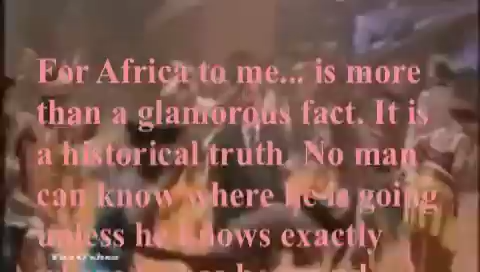 For Africa to me... is more
than a glamorous fact. It is
a historical truth. No man
can know where he is going
unless he knows exactly